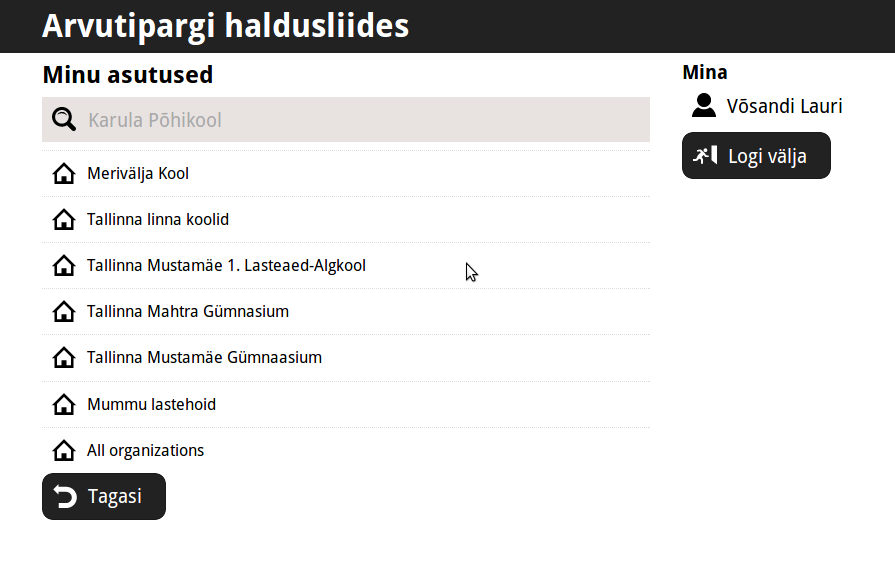 Arvutipargi haldusliides
Minu asutused
Karula Põhikool
Merivälja Kool
Tallinna linna koolid
Tallinna Mustamäe 1. Lasteaed-Algkool
Tallinna Mahtra Gümnasium
Tallinna Mustamäe Gümnaasium
Mummu lastehoid
All organizations
Tagasi
Mina
Võsandi Lauri
Logi välja